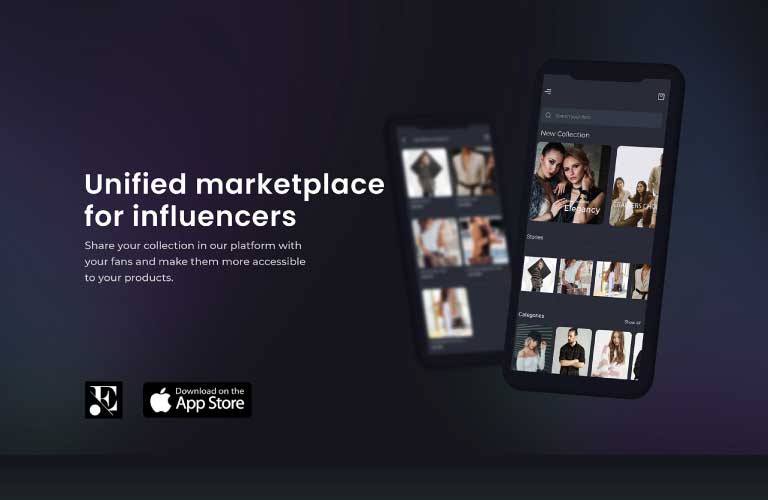 Unified marketplace
for influencers
Share your collection in our platform with
your fans and make them more accessible
to your products.
Download on the
App Store
New Collection
Elegancy
Stories
Categories
Show all